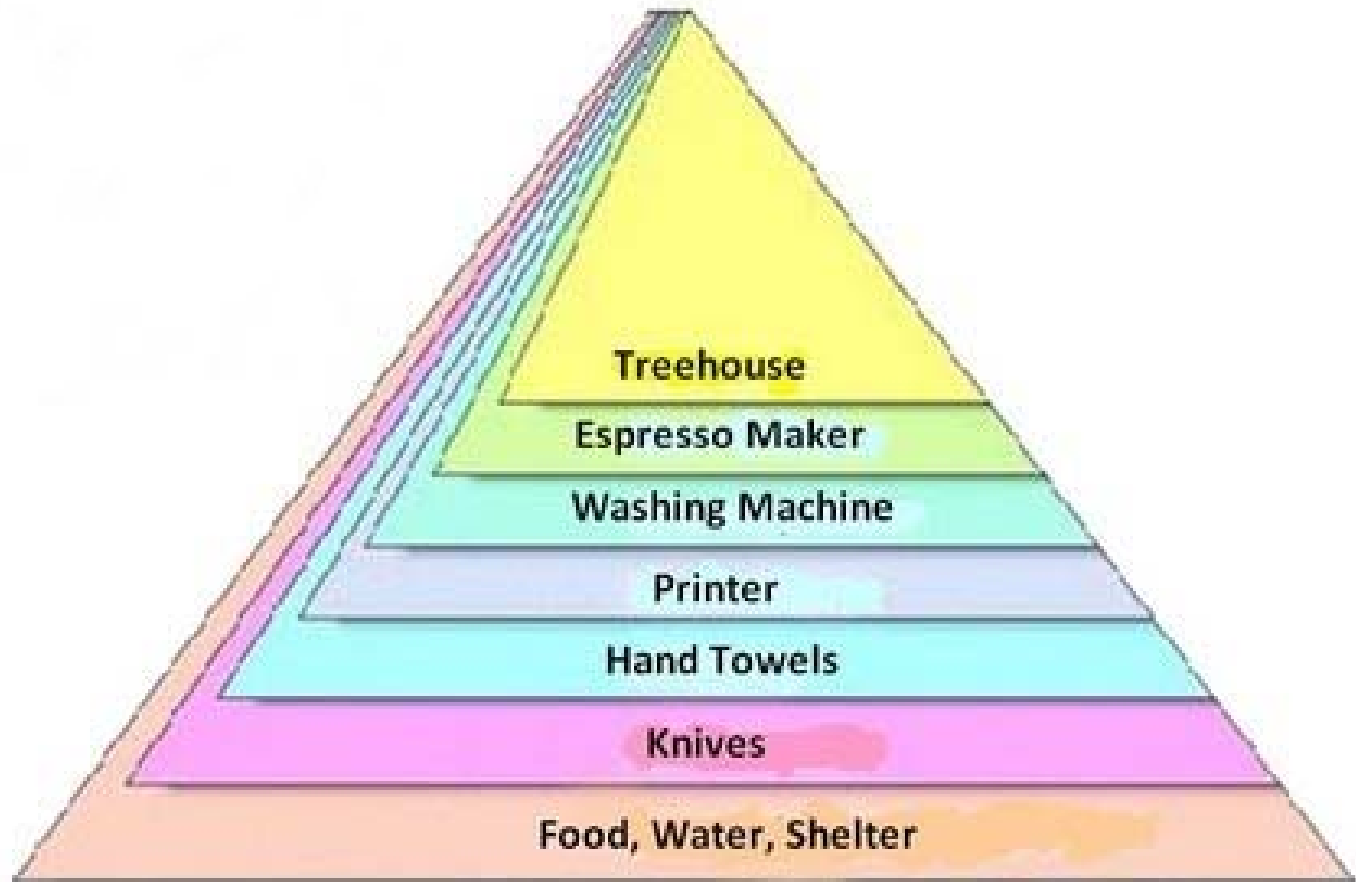 Treehouse
Espresso Maker
Washing Machine
Printer
Hand Towels
Knives
Food, Water, Shelter